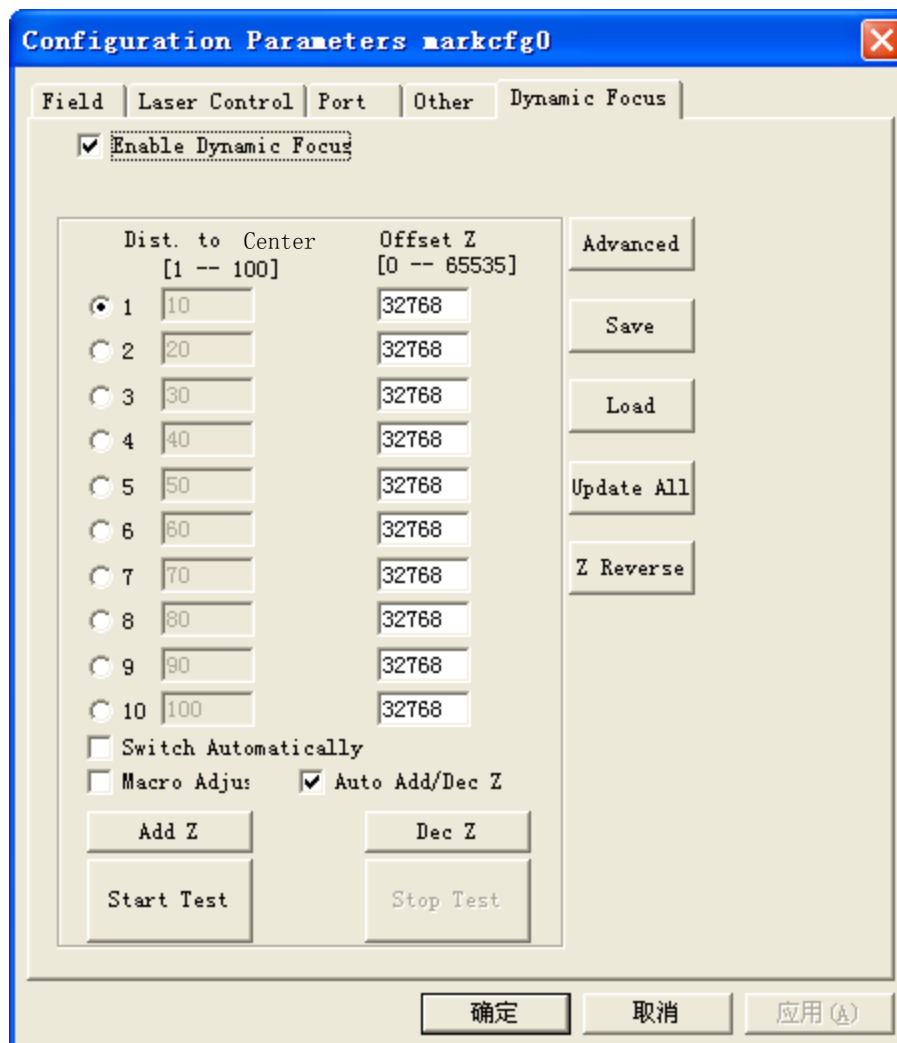 Configuration Parameters markcfg0
Field Laser Control Port Other Dynamic Focus
Enable Dynamic Focus
Dist. to Center Offset Z
[1 -- 100] [0 -- 65535]
Advanced
1 10 32768
Save
2 20 32768
3 30 32768
Load
4 40 32768
5 50 32768
Update All
6 60 32768
7 70 32768
Z Reverse
8 80 32768
9 90 32768
10 100 32768
Switch Automatically
Macro Adjus Auto Add/Dec Z
Add Z Dec Z
Start Test Stop Test
确定 取消 应用(A)